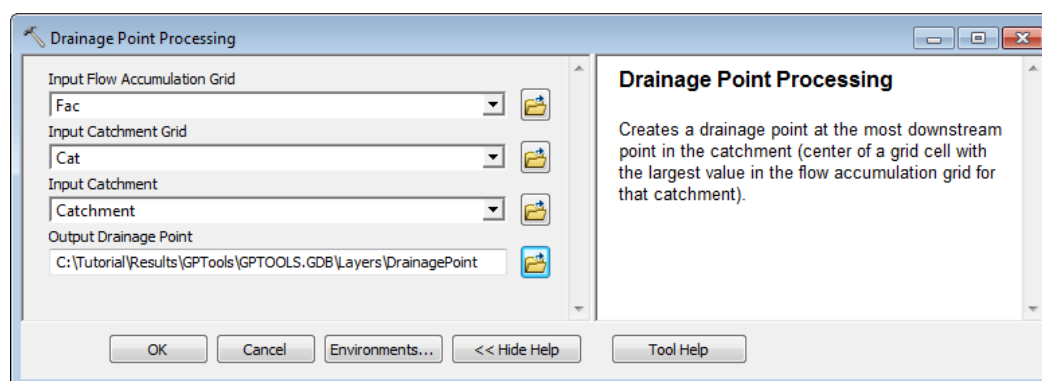 Drainage Point Processing
Input Flow Accumulation Grid
Fac
Input Catchment Grid
Cat
Input Catchment
Catchment
Output Drainage Point
C:\Tutorial\Results\GPTools\GPTOOLS.GDB\Layers\DrainagePoint
Drainage Point Processing
Creates a drainage point at the most downstream
point in the catchment (center of a grid cell with
the largest value in the flow accumulation grid for
that catchment).
OK Cancel Environments... << Hide Help Tool Help